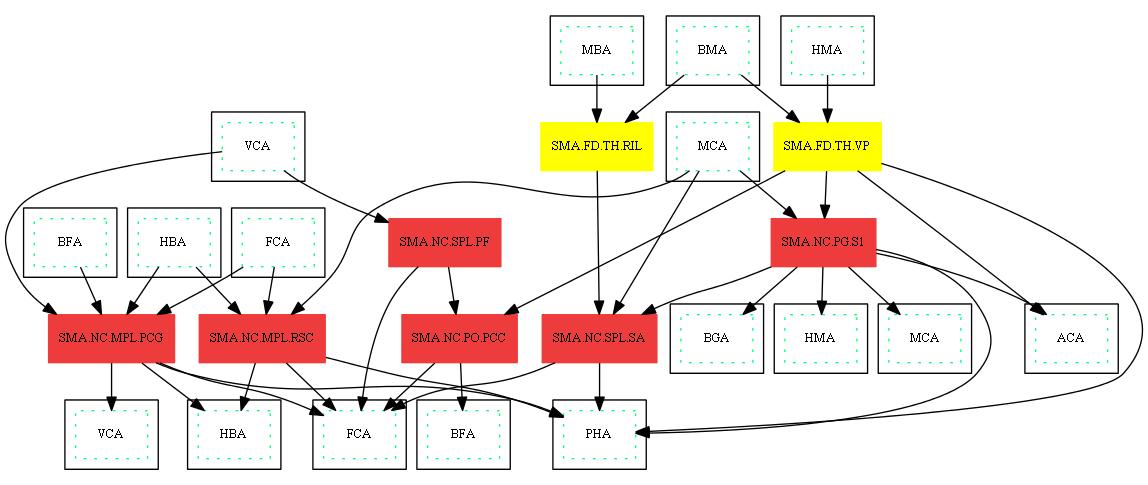 MBA
BMA
HMA
VCA
SMA.FD.TH.RIL
MCA
SMA.FD.TH.VP
BFA
HBA
FCA
SMA.NC.SPL.PF
SMA.NC.PG.S1
SMA.NC.MPL.PCG
SMA.NC.MPL.RSC
SMA.NC.PO.PCC
SMA.NC.SPL.SA
BGA
HMA
MCA
ACA
VCA
HBA
FCA
BFA
PHA